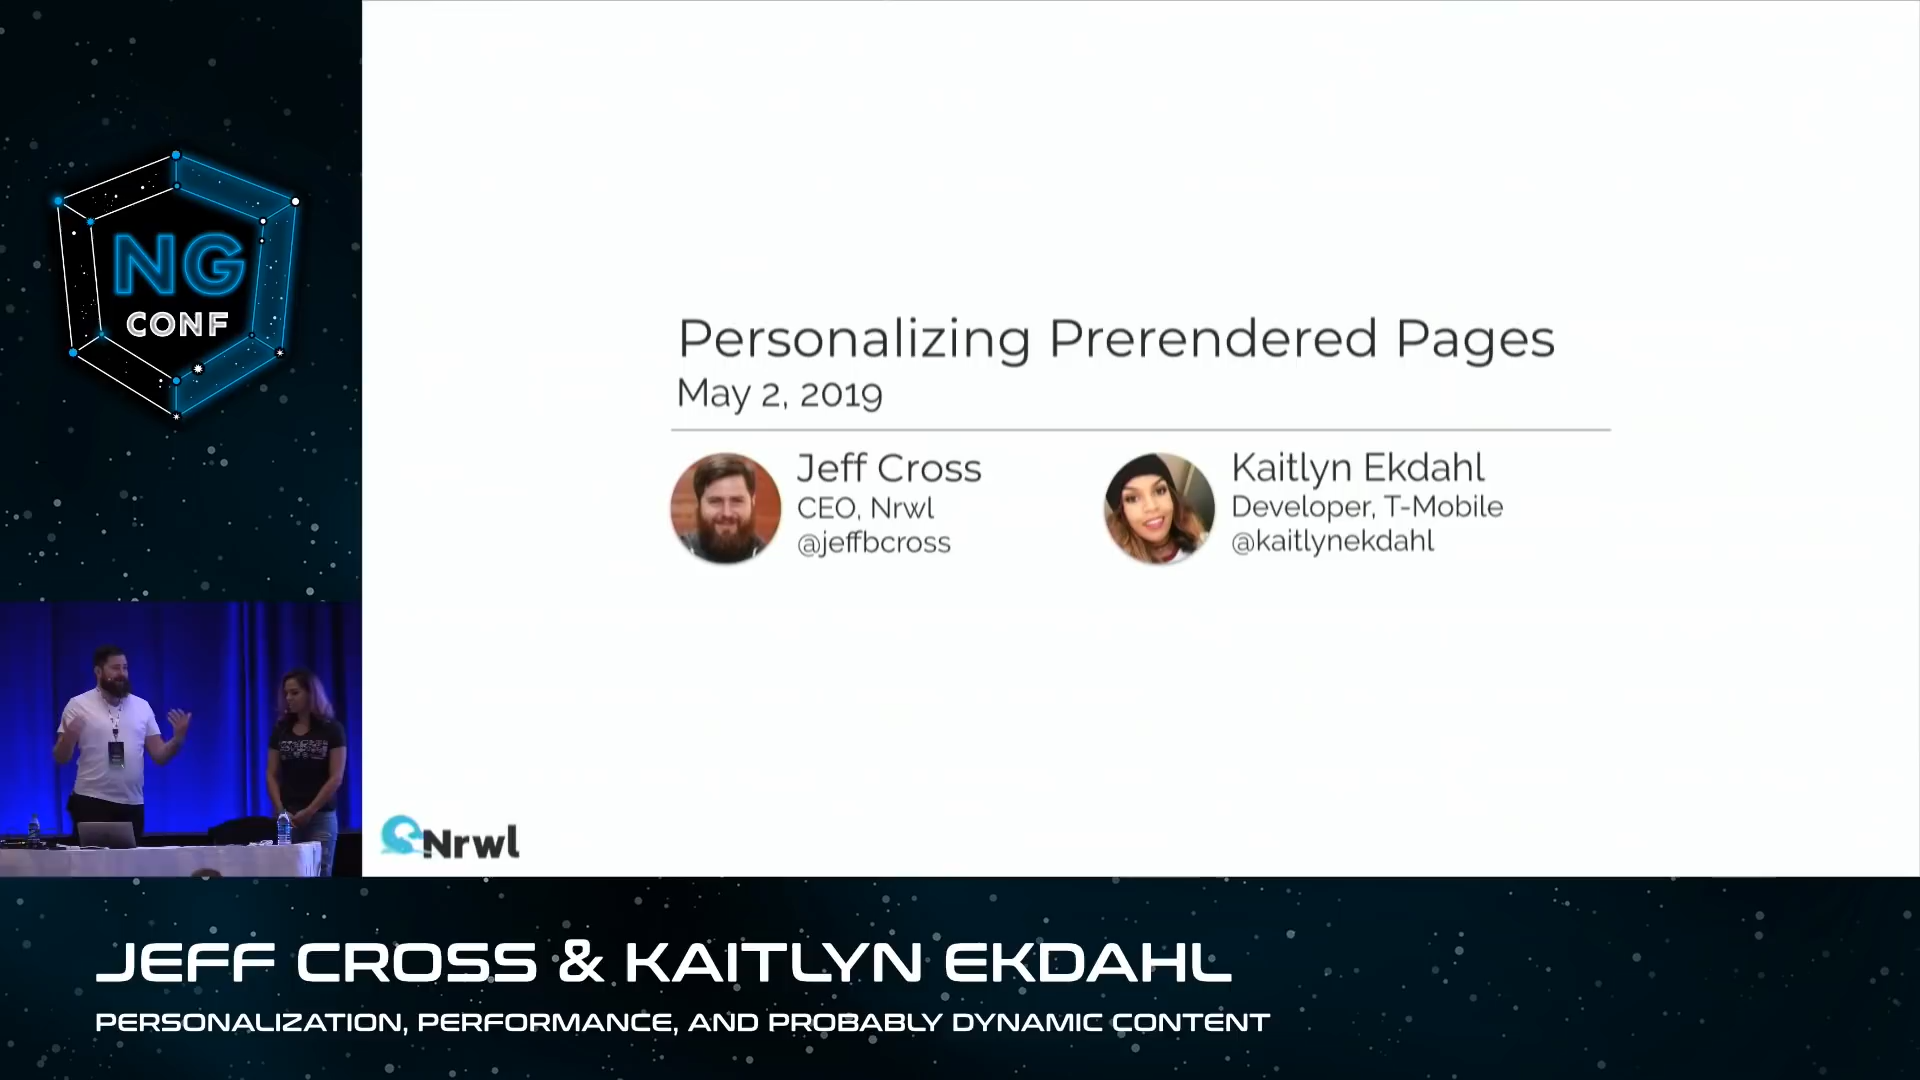 NG
CONF
Personalizing Prerendered Pages
May 2, 2019
Jeff Cross
CEO, Nrwl
@jeffbcross
Kaitlyn Ekdahl
Developer, T-Mobile
@kaitlynekdahl
Nrwl
JEFF CROSS & KAITLYN EKDAHL
PERSONALIZATION, PERFORMANCE, AND PROBABLY DYNAMIC CONTENT